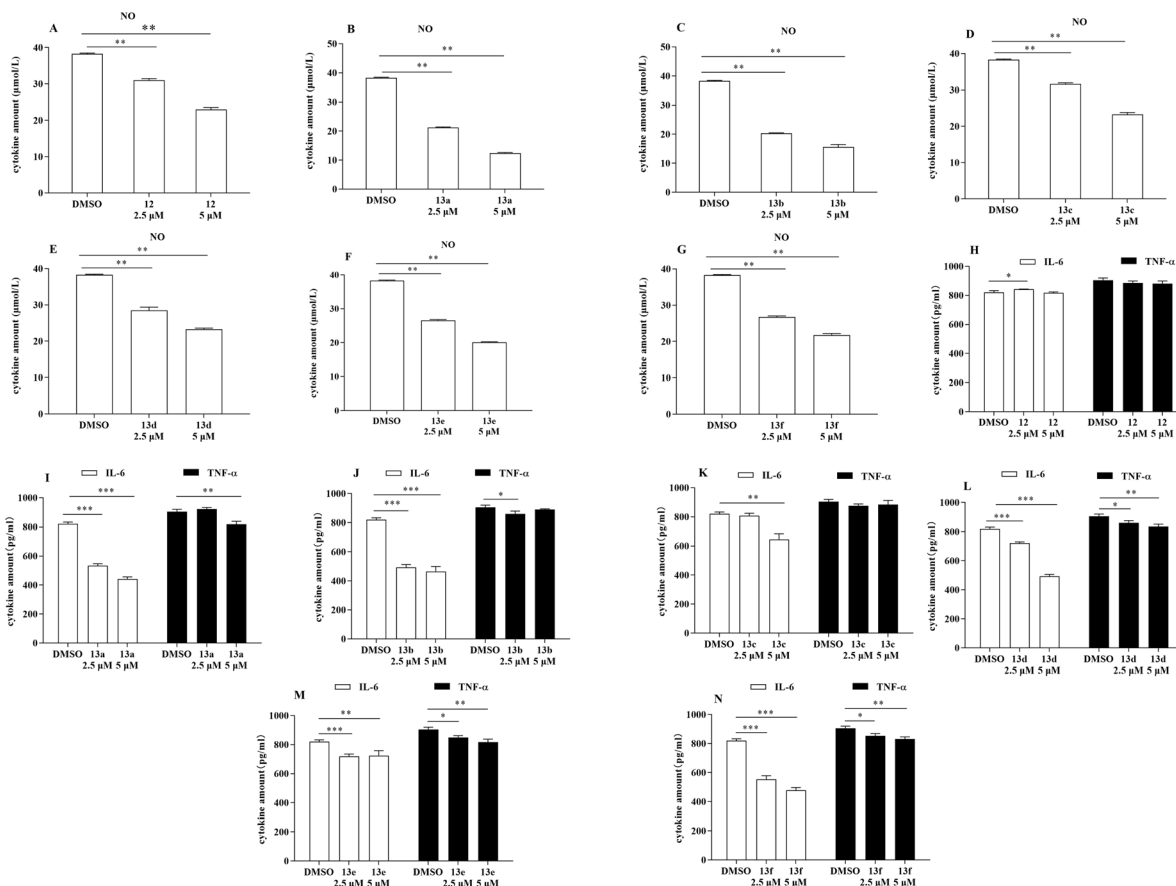 A
NO
cytokine amount (μmol/L)
** 
**
40
30
20
10
0
DMSO 12 12
2.5 μM 5 μM
B
NO
cytokine amount (μmol/L)
**
**
50
40
30
20
10
0
DMSO 13a 13a
2.5 μM 5 μM
C
NO
cytokine amount (μmol/L)
**
**
50
40
30
20
10
0
DMSO 13b 13b
2.5 μM 5 μM
D
NO
cytokine amount (μmol/L)
**
**
40
30
20
10
0
DMSO 13c 13c
2.5 μM 5 μM
E
NO
cytokine amount (μmol/L)
**
**
40
30
20
10
0
DMSO 13d 13d
2.5 μM 5 μM
F
NO
cytokine amount (μmol/L)
**
**
40
30
20
10
0
DMSO 13e 13e
2.5 μM 5 μM
G
NO
cytokine amount (μmol/L)
**
**
40
30
20
10
0
DMSO 13f 13f
2.5 μM 5 μM
H
IL-6 TNF-α
cytokine amount(pg/ml)
*
1000
800
600
400
200
0
DMSO 12 12 DMSO 12 12
2 μM 5 μM 2 μM 5 μM
I
IL-6 TNF-α
cytokine amount(pg/ml)
*** **
***
1000
800
600
400
200
0
DMSO 13a 13a DMSO 13a 13a
2.5 μM 5 μM 2.5 μM 5 μM
J
IL-6 TNF-α
cytokine amount(pg/ml)
***
*** *
1000
800
600
400
200
0
DMSO 13b 13b DMSO 13b 13b
2.5 μM 5 μM 2.5 μM 5 μM
K
IL-6 TNF-α
cytokine amount(pg/ml)
**
1000
800
600
400
200
0
DMSO 13c 13c DMSO 13c 13c
2.5 μM 5 μM 2.5 μM 5 μM
L
IL-6 TNF-α
cytokine amount(pg/ml)
*** **
*** *
1000
800
600
400
200
0
DMSO 13d 13d DMSO 13d 13d
2.5 μM 5 μM 2.5 μM 5 μM
M
IL-6 TNF-α
cytokine amount(pg/ml)
** **
*** *
1000
800
600
400
200
0
DMSO 13e 13e DMSO 13e 13e
2.5 μM 5 μM 2.5 μM 5 μM
N
IL-6 TNF-α
cytokine amount(pg/ml)
*** **
*** *
1000
800
600
400
200
0
DMSO 13f 13f DMSO 13f 13f
2.5 μM 5 μM 2.5 μM 5 μM